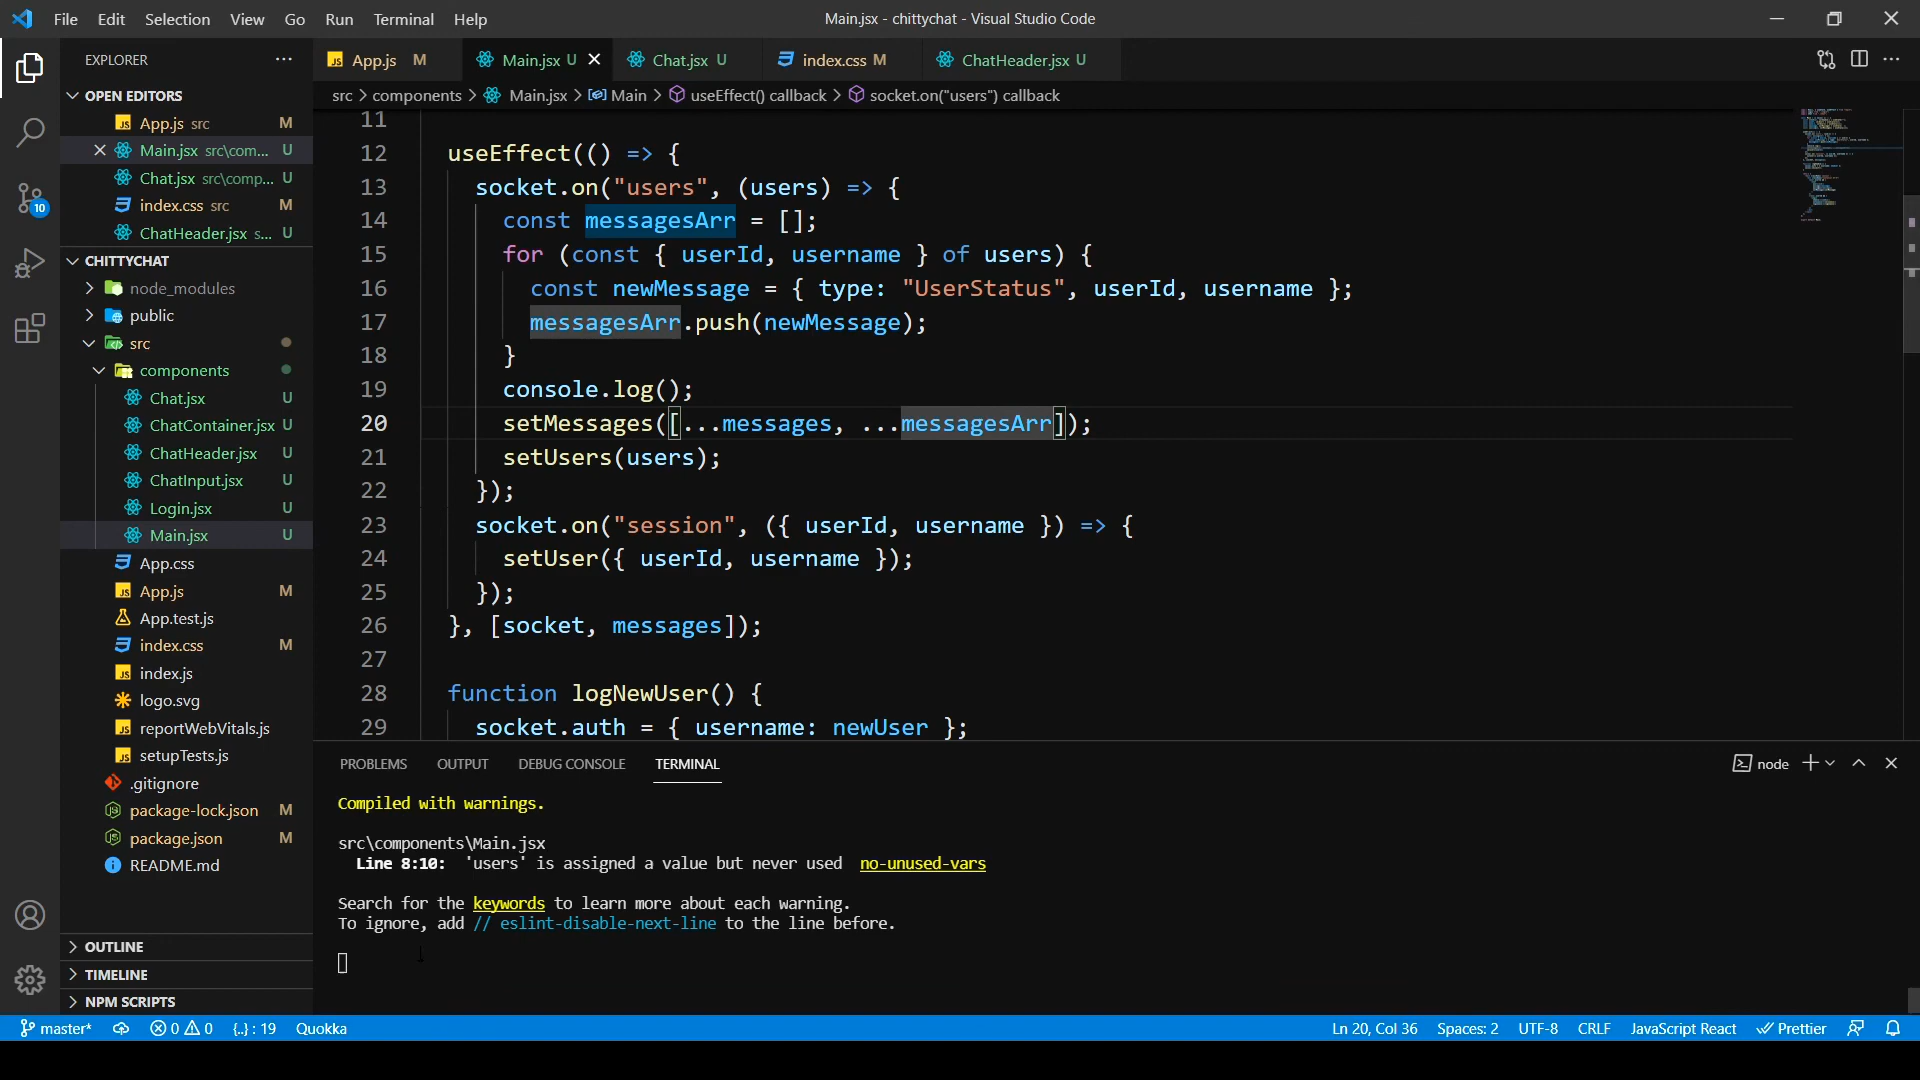 File Edit Selection View Go Run Terminal Help
Main.jsx - chittychat - Visual Studio Code
EXPLORER
OPEN EDITORS
App.js src M
Main.jsx src\com... U
Chat.jsx src\comp... U
index.css src M
ChatHeader.jsx s... U
CHITTYCHAT
node_modules
public
src
components
Chat.jsx U
ChatContainer.jsx U
ChatHeader.jsx U
ChatInput.jsx U
Login.jsx U
Main.jsx U
App.css
App.js M
App.test.js
index.css M
index.js
logo.svg
reportWebVitals.js
setupTests.js
.gitignore
package-lock.json M
package.json M
README.md
OUTLINE
TIMELINE
NPM SCRIPTS
10
App.js M Main.jsx U Chat.jsx U index.css M ChatHeader.jsx U
src > components > Main.jsx > Main > useEffect() callback > socket.on("users") callback
11
12 useEffect(() => {
13 socket.on("users", (users) => {
14 const messagesArr = [];
15 for (const { userId, username } of users) {
16 const newMessage = { type: "UserStatus", userId, username };
17 messagesArr.push(newMessage);
18 }
19 console.log();
20 setMessages([...messages, ...messagesArr]);
21 setUsers(users);
22 });
23 socket.on("session", ({ userId, username }) => {
24 setUser({ userId, username });
25 });
26 }, [socket, messages]);
27
28 function logNewUser() {
29 socket.auth = { username: newUser };
PROBLEMS OUTPUT DEBUG CONSOLE TERMINAL
node
Compiled with warnings.
src\components\Main.jsx
Line 8:10: 'users' is assigned a value but never used no-unused-vars
Search for the keywords to learn more about each warning.
To ignore, add // eslint-disable-next-line to the line before.
master* 0 0 {..} : 19 Quokka
Ln 20, Col 36 Spaces: 2 UTF-8 CRLF JavaScript React Prettier